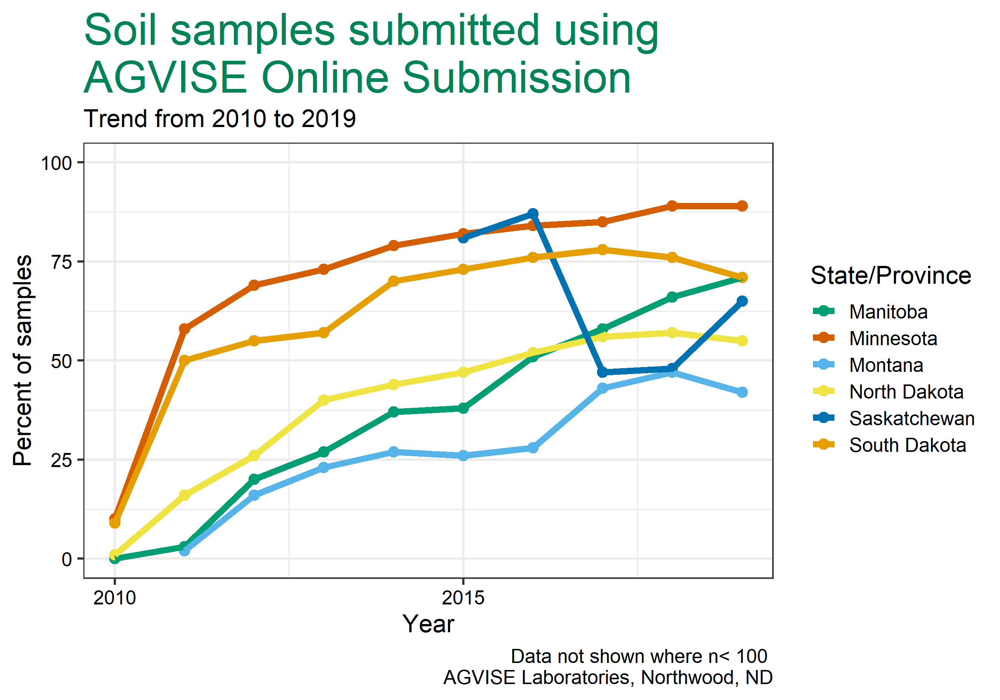 Soil samples submitted using
AGVISE Online Submission
Trend from 2010 to 2019
Percent of samples
100
75
50
25
0
2010
2015
Year
State/Province
Manitoba
Minnesota
Montana
North Dakota
Saskatchewan
South Dakota
Data not shown where n< 100
AGVISE Laboratories, Northwood, ND